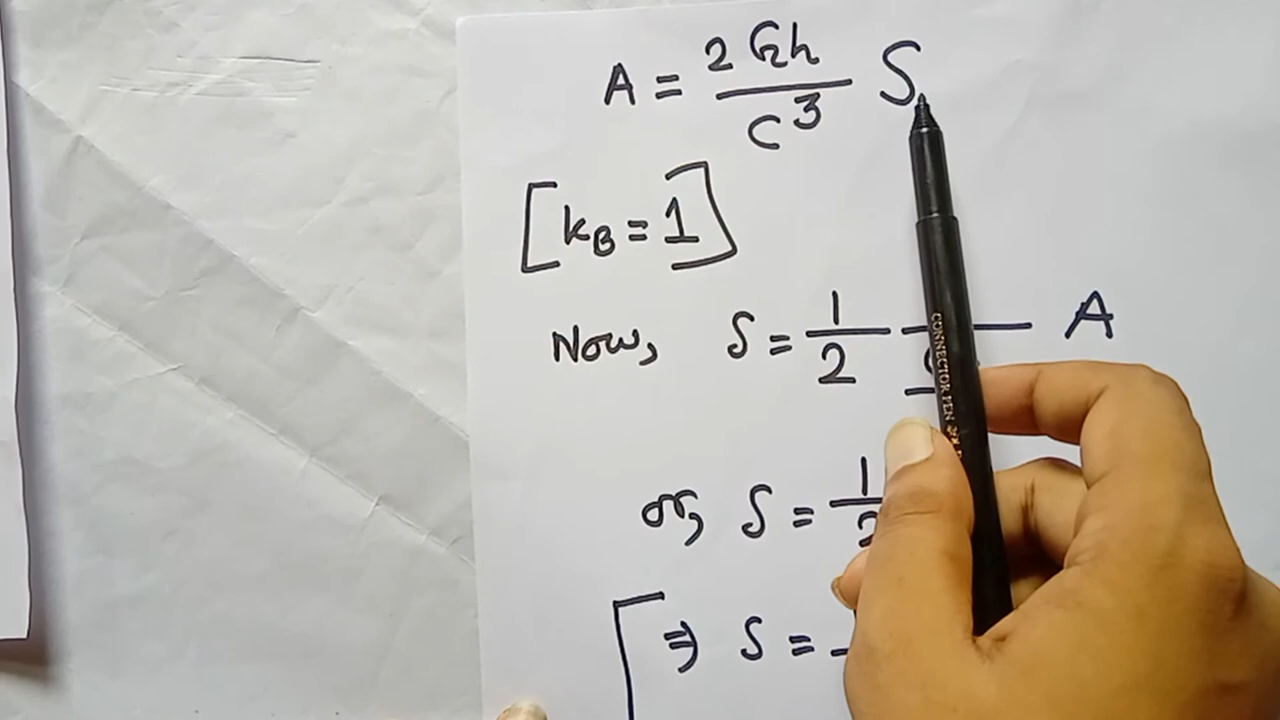 A = 2Gh / c³ S
[k_B = 1]
Now, S = 1/2 A
or, S = 1
⇒ S =
CONNECTOR PEN